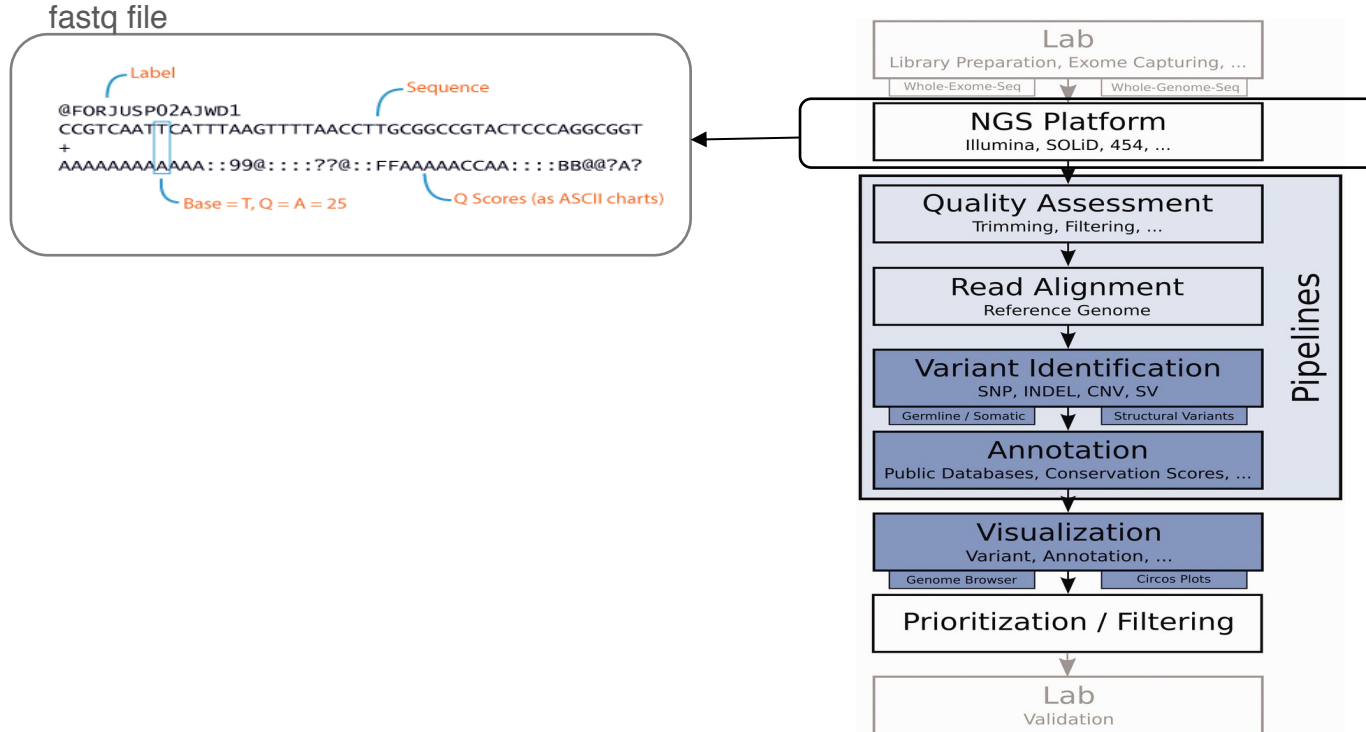 fastq file
Label
Sequence
@FORJUSP02AJWD1
CCGTCAATTCATTTAAGTTTTAACCTTGCGGCCGTACTCCCAGGCGGT
+
AAAAAAAAAAAA::99@::::??@::FFAAAAACCAA::::BB@@?A?
Base = T, Q = A = 25
Q Scores (as ASCII charts)
Lab
Library Preparation, Exome Capturing, ...
Whole-Exome-Seq
Whole-Genome-Seq
NGS Platform
Illumina, SOLiD, 454, ...
Quality Assessment
Trimming, Filtering, ...
Read Alignment
Reference Genome
Variant Identification
SNP, INDEL, CNV, SV
Germline / Somatic
Structural Variants
Annotation
Public Databases, Conservation Scores, ...
Pipelines
Visualization
Variant, Annotation, ...
Genome Browser
Circos Plots
Prioritization / Filtering
Lab
Validation